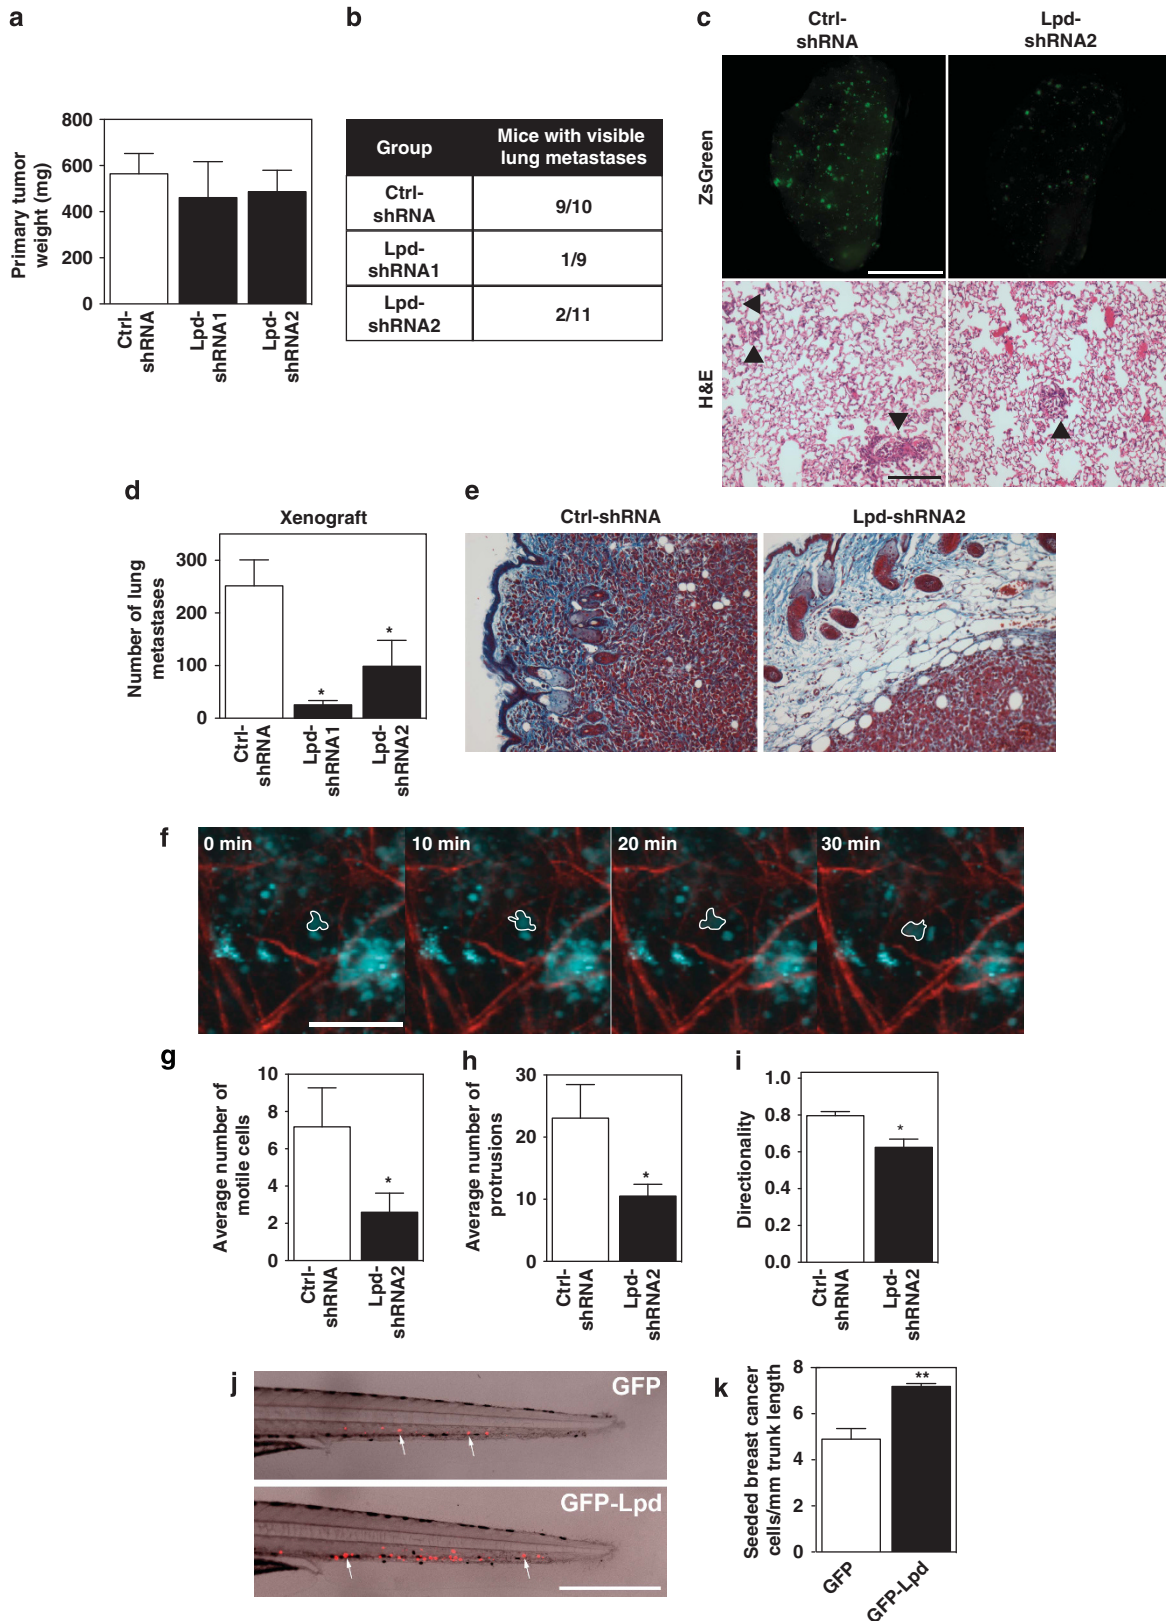 a
800
600
400
200
0
Primary tumor
weight (mg)
Ctrl-
shRNA
Lpd-
shRNA1
Lpd-
shRNA2
b
Group
Mice with visible
lung metastases
Ctrl-
shRNA
9/10
Lpd-
shRNA1
1/9
Lpd-
shRNA2
2/11
c
Ctrl-
shRNA
Lpd-
shRNA2
ZsGreen
H&E
d
Xenograft
300
200
100
0
Number of lung
metastases
*
*
Ctrl-
shRNA
Lpd-
shRNA1
Lpd-
shRNA2
e
Ctrl-shRNA
Lpd-shRNA2
f
0 min
10 min
20 min
30 min
g
10
8
6
4
2
0
Average number of
motile cells
*
Ctrl-
shRNA
Lpd-
shRNA2
h
30
20
10
0
Average number of
protrusions
*
Ctrl-
shRNA
Lpd-
shRNA2
i
1.0
0.8
0.6
0.4
0.2
0.0
Directionality
*
Ctrl-
shRNA
Lpd-
shRNA2
j
GFP
GFP-Lpd
k
8
6
4
2
0
Seeded breast cancer
cells/mm trunk length
**
GFP
GFP-Lpd